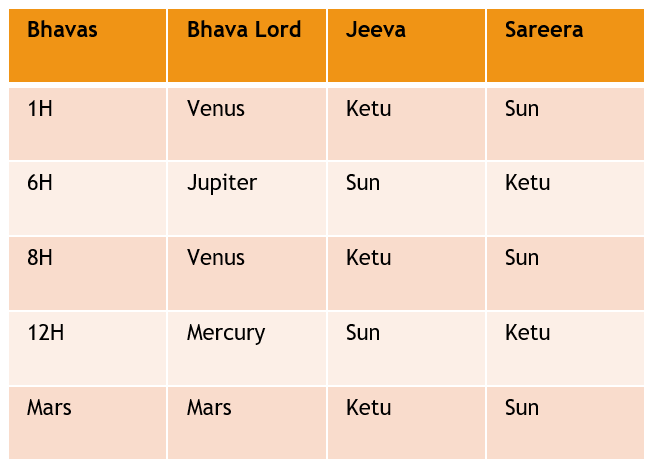 Bhavas Bhava Lord Jeeva Sareera
1H Venus Ketu Sun
6H Jupiter Sun Ketu
8H Venus Ketu Sun
12H Mercury Sun Ketu
Mars Mars Ketu Sun